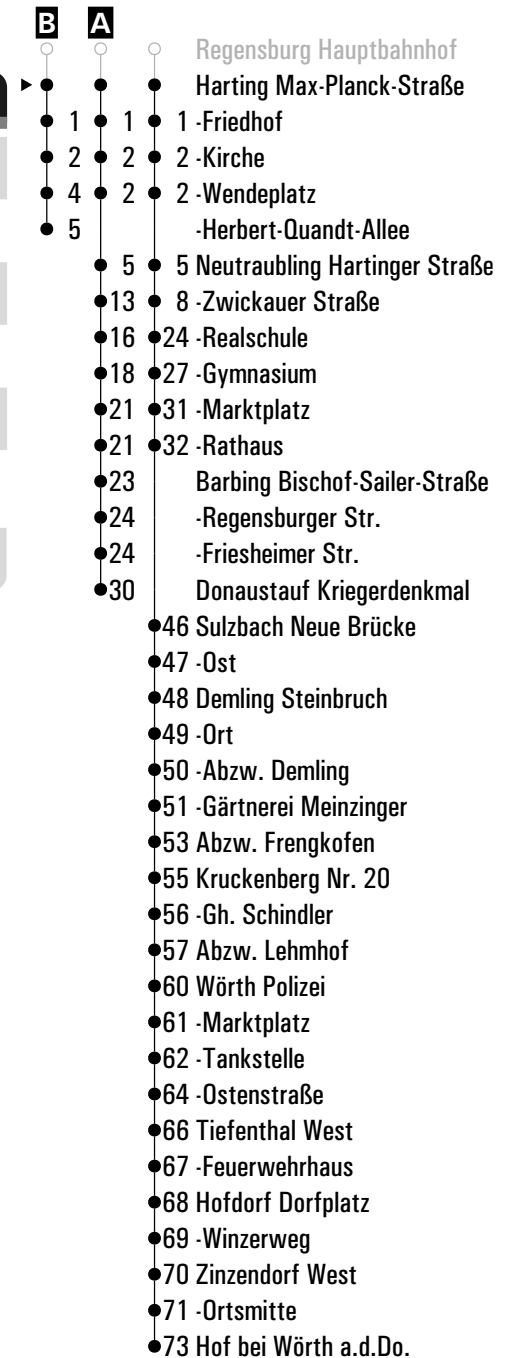 B A
Regensburg Hauptbahnhof
Harting Max-Planck-Straße
1 1 1 -Friedhof
2 2 2 -Kirche
4 2 2 -Wendeplatz
5 -Herbert-Quandt-Allee
5 5 Neutraubling Hartinger Straße
13 8 -Zwickauer Straße
16 24 -Realschule
18 27 -Gymnasium
21 31 -Marktplatz
21 32 -Rathaus
23 Barbing Bischof-Sailer-Straße
24 -Regensburger Str.
24 -Friesheimer Str.
30 Donaustauf Kriegerdenkmal
46 Sulzbach Neue Brücke
47 -Ost
48 Demling Steinbruch
49 -Ort
50 -Abzw. Demling
51 -Gärtnerei Meinzinger
53 Abzw. Frengkofen
55 Kruckenberg Nr. 20
56 -Gh. Schindler
57 Abzw. Lehmhof
60 Wörth Polizei
61 -Marktplatz
62 -Tankstelle
64 -Ostenstraße
66 Tiefenthal West
67 -Feuerwehrhaus
68 Hofdorf Dorfplatz
69 -Winzerweg
70 Zinzendorf West
71 -Ortsmitte
73 Hof bei Wörth a.d.Do.